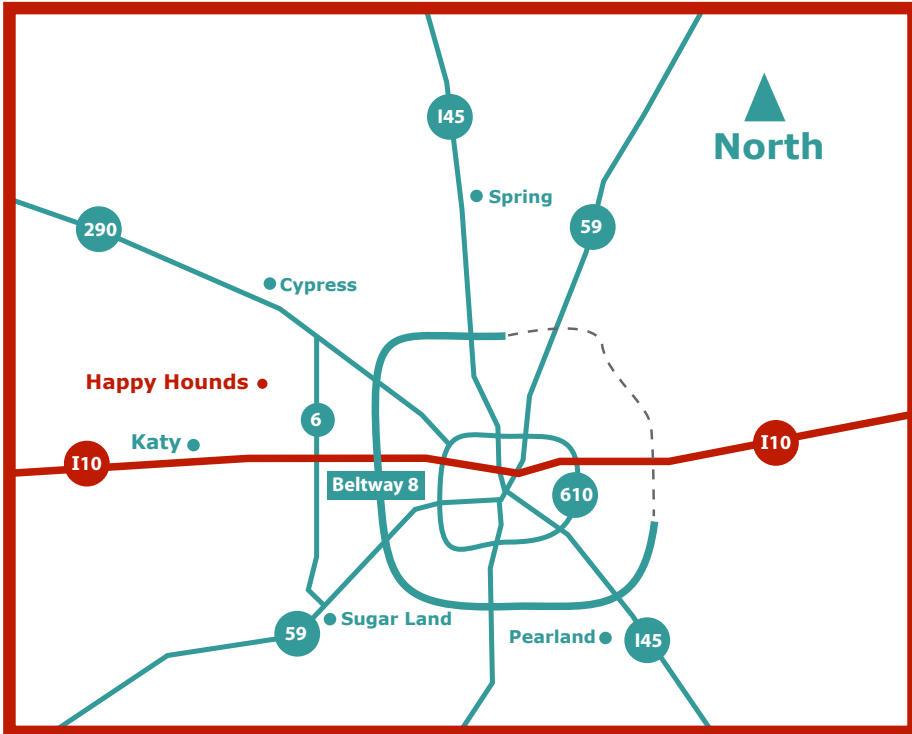 I45
North
Spring
59
290
Cypress
Happy Hounds
6
Katy
I10
I10
Beltway 8
610
Sugar Land
59
Pearland
I45